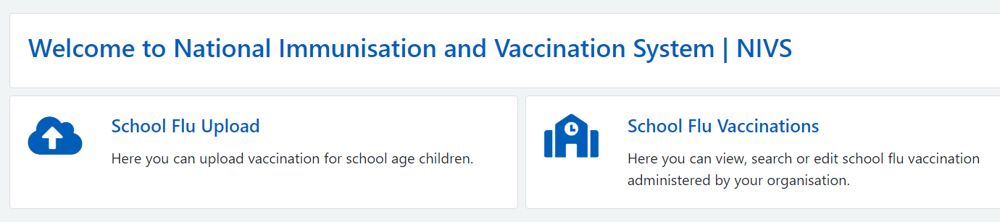 Welcome to National Immunisation and Vaccination System | NIVS
School Flu Upload
Here you can upload vaccination for school age children.
School Flu Vaccinations
Here you can view, search or edit school flu vaccination
administered by your organisation.